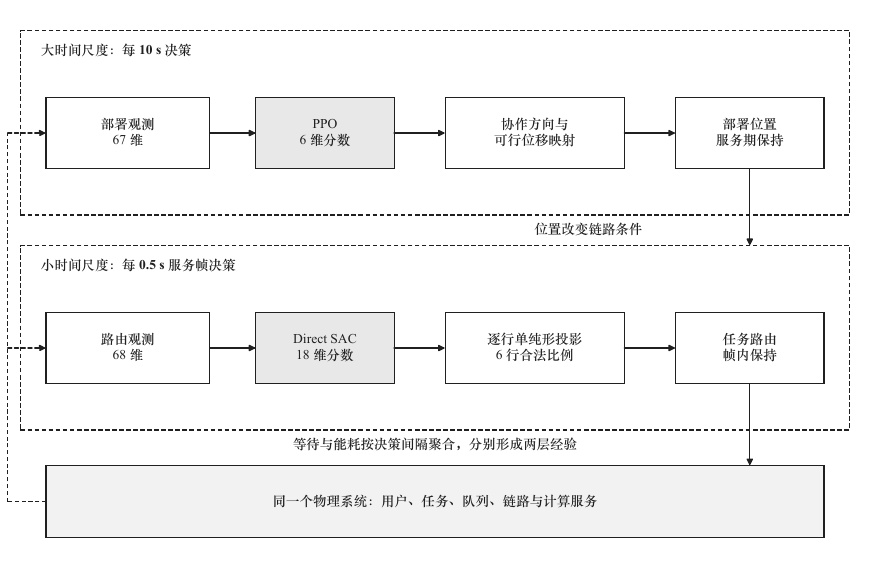 大时间尺度：每 10 s 决策
部署观测
67 维
PPO
6 维分数
协作方向与
可行位移映射
部署位置
服务期保持
位置改变链路条件
小时间尺度：每 0.5 s 服务帧决策
路由观测
68 维
Direct SAC
18 维分数
逐行单纯形投影
6 行合法比例
任务路由
帧内保持
等待与能耗按决策间隔聚合，分别形成两层经验
同一个物理系统：用户、任务、队列、链路与计算服务